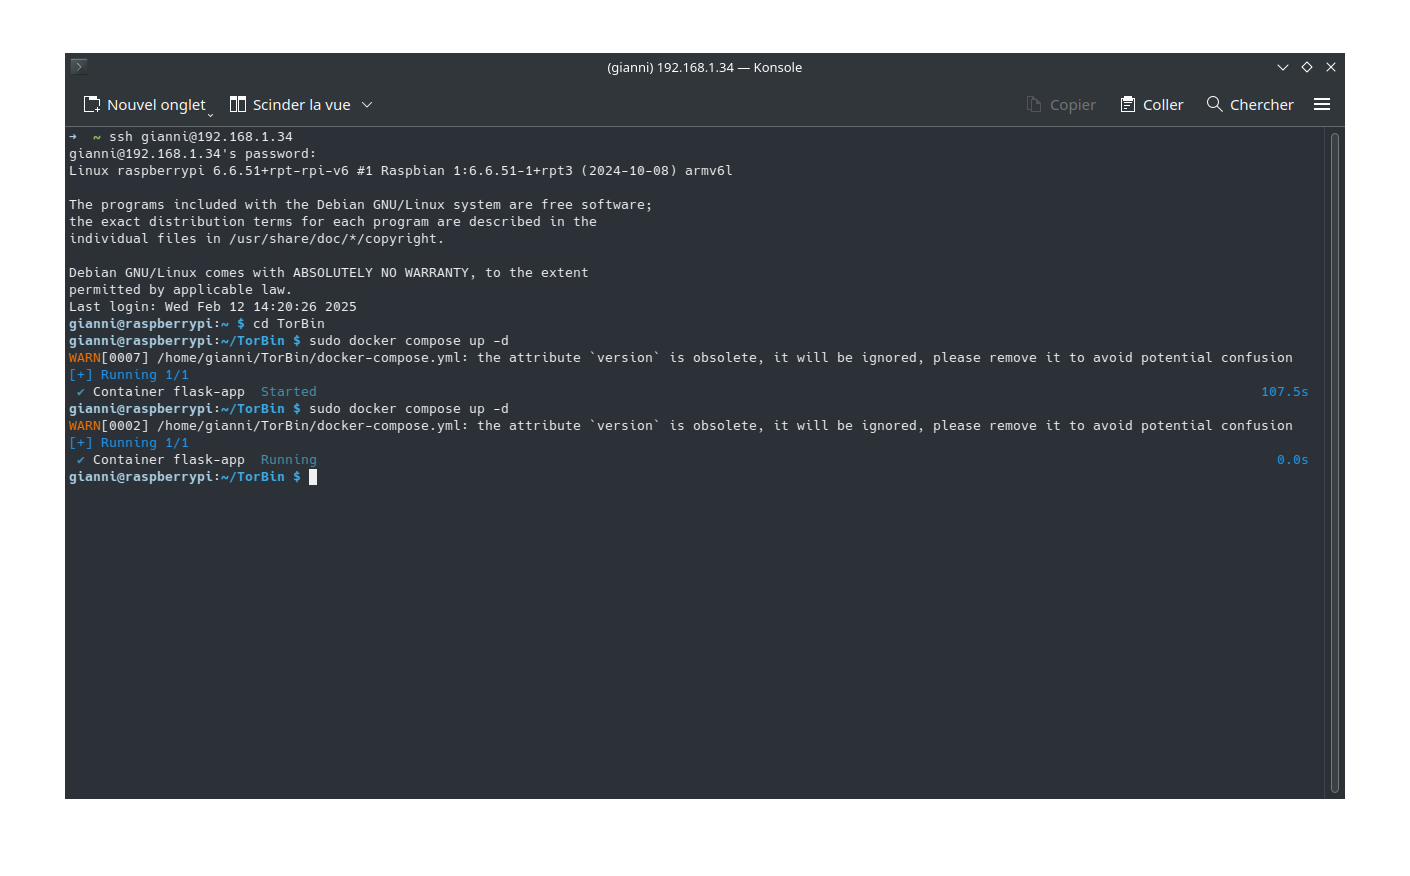 (gianni) 192.168.1.34 — Konsole
Nouvel onglet Scinder la vue Copier Coller Chercher
➜ ~ ssh gianni@192.168.1.34
gianni@192.168.1.34's password:
Linux raspberrypi 6.6.51+rpt-rpi-v6 #1 Raspbian 1:6.6.51-1+rpt3 (2024-10-08) armv6l
The programs included with the Debian GNU/Linux system are free software;
the exact distribution terms for each program are described in the
individual files in /usr/share/doc/*/copyright.
Debian GNU/Linux comes with ABSOLUTELY NO WARRANTY, to the extent
permitted by applicable law.
Last login: Wed Feb 12 14:20:26 2025
gianni@raspberrypi:~ $ cd TorBin
gianni@raspberrypi:~/TorBin $ sudo docker compose up -d
WARN[0007] /home/gianni/TorBin/docker-compose.yml: the attribute `version` is obsolete, it will be ignored, please remove it to avoid potential confusion
[+] Running 1/1
✔ Container flask-app Started 107.5s
gianni@raspberrypi:~/TorBin $ sudo docker compose up -d
WARN[0002] /home/gianni/TorBin/docker-compose.yml: the attribute `version` is obsolete, it will be ignored, please remove it to avoid potential confusion
[+] Running 1/1
✔ Container flask-app Running 0.0s
gianni@raspberrypi:~/TorBin $